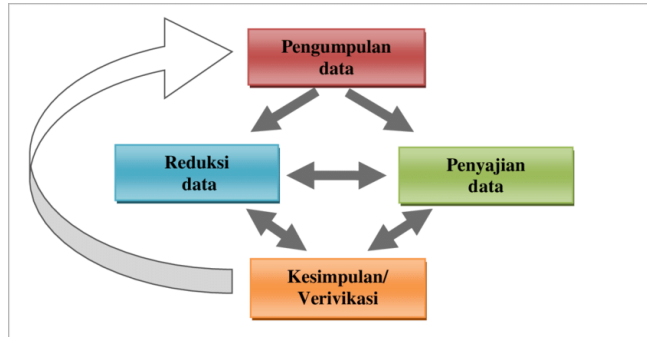 Pengumpulan
data
Reduksi
data
Penyajian
data
Kesimpulan/
Verivikasi